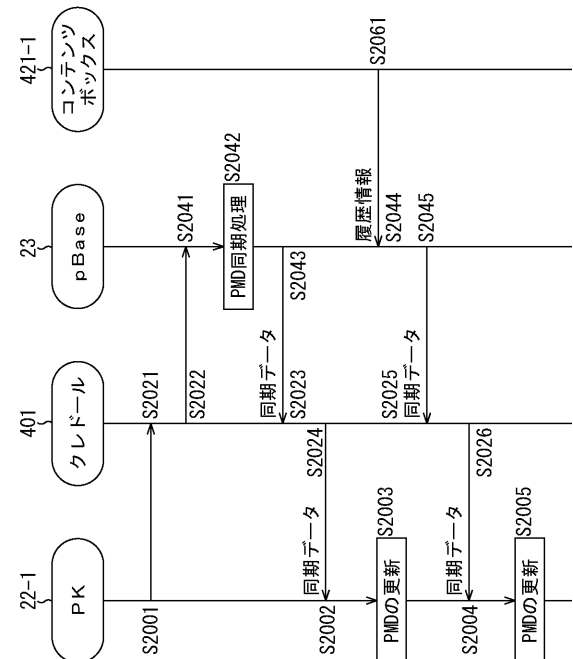 22-1
PK
401
クレドール
23
pBase
421-1
コンテンツ
ボックス
S2001
S2021
S2022
S2041
PMD同期処理
S2042
S2043
同期データ
S2023
S2024
同期データ
S2002
PMDの更新
S2003
S2061
履歴情報
S2044
S2045
同期データ
S2025
S2026
同期データ
S2004
PMDの更新
S2005